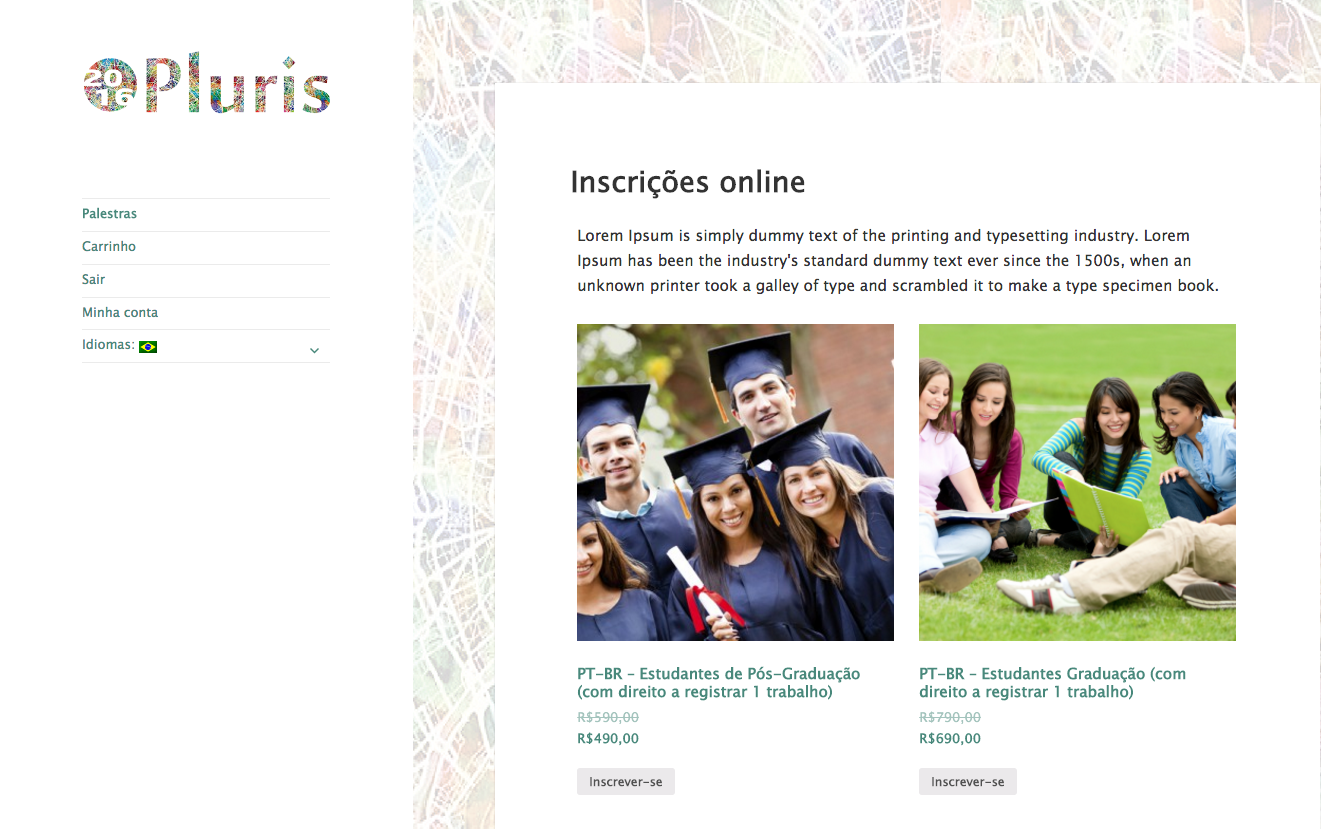 2016 Pluris
Palestras
Carrinho
Sair
Minha conta
Idiomas:
Inscrições online
Lorem Ipsum is simply dummy text of the printing and typesetting industry. Lorem
Ipsum has been the industry's standard dummy text ever since the 1500s, when an
unknown printer took a galley of type and scrambled it to make a type specimen book.
PT-BR – Estudantes de Pós-Graduação
(com direito a registrar 1 trabalho)
R$590,00
R$490,00
Inscrever-se
PT-BR – Estudantes Graduação (com
direito a registrar 1 trabalho)
R$790,00
R$690,00
Inscrever-se